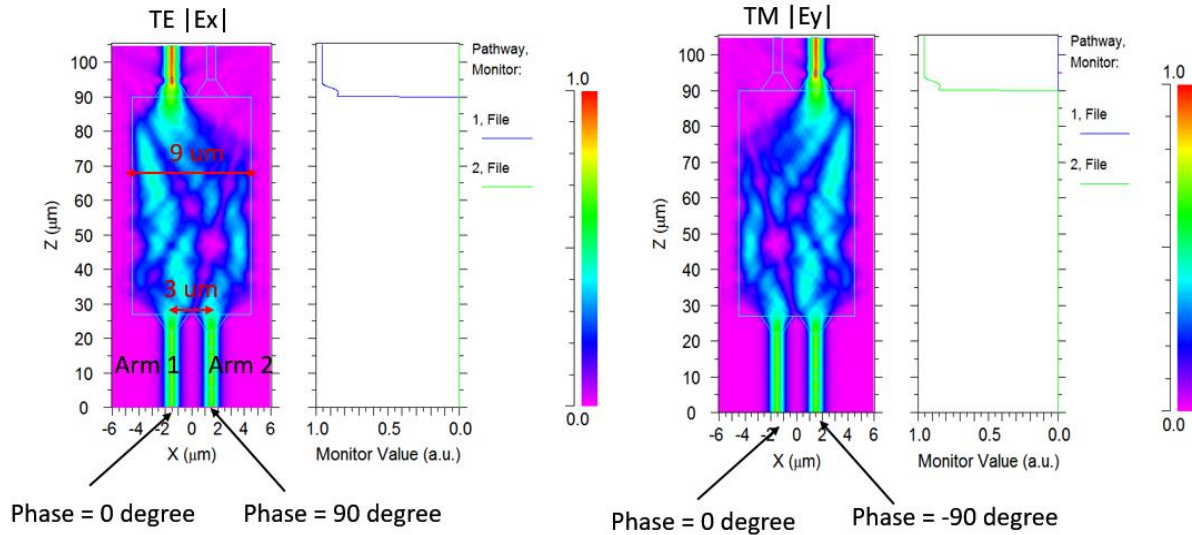 TE |Ex|
Z (μm)
100
90
80
70
60
50
40
30
20
10
0
9 um
3 um
Arm 1 Arm 2
-6 -4 -2 0 2 4 6
X (μm)
Pathway,
Monitor:
1, File
2, File
1.0 0.5 0.0
Monitor Value (a.u.)
1.0
0.0
Phase = 0 degree Phase = 90 degree
TM |Ey|
Z (μm)
100
90
80
70
60
50
40
30
20
10
0
-6 -4 -2 0 2 4 6
X (μm)
Pathway,
Monitor:
1, File
2, File
1.0 0.5 0.0
Monitor Value (a.u.)
1.0
0.0
Phase = 0 degree Phase = -90 degree